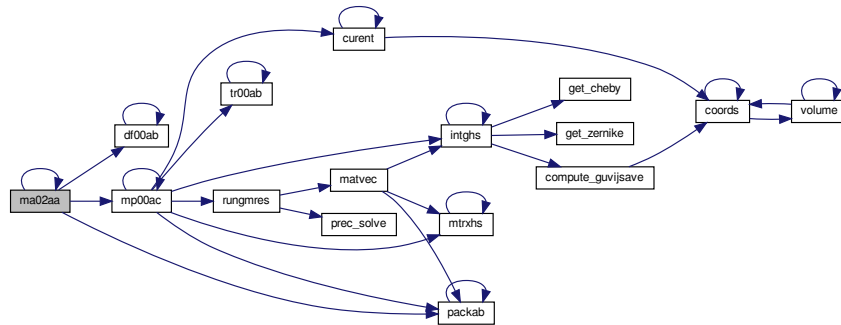 ma02aa
df00ab
mp00ac
curent
tr00ab
rungmres
matvec
prec_solve
intghs
mtrxhs
packab
get_cheby
get_zernike
compute_guvijsave
coords
volume